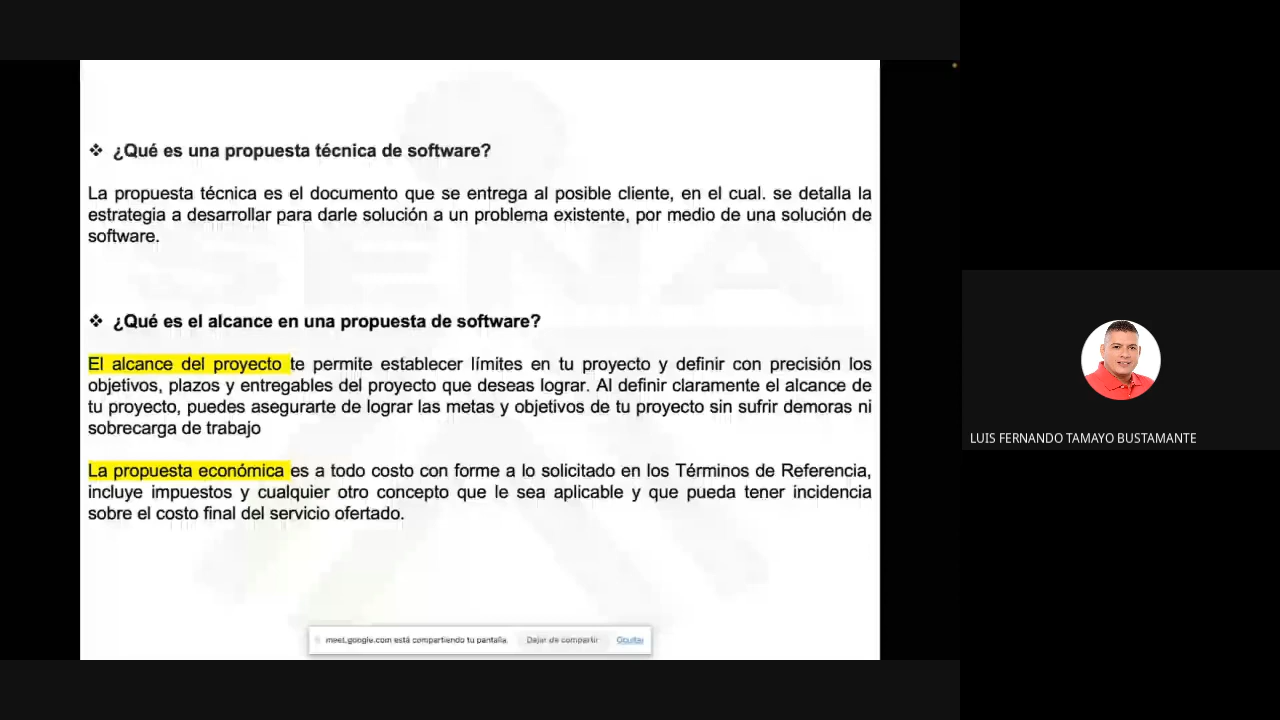 ❖ ¿Qué es una propuesta técnica de software?
La propuesta técnica es el documento que se entrega al posible cliente, en el cual. se detalla la
estrategia a desarrollar para darle solución a un problema existente, por medio de una solución de
software.
❖ ¿Qué es el alcance en una propuesta de software?
El alcance del proyecto te permite establecer límites en tu proyecto y definir con precisión los
objetivos, plazos y entregables del proyecto que deseas lograr. Al definir claramente el alcance de
tu proyecto, puedes asegurarte de lograr las metas y objetivos de tu proyecto sin sufrir demoras ni
sobrecarga de trabajo
La propuesta económica es a todo costo con forme a lo solicitado en los Términos de Referencia,
incluye impuestos y cualquier otro concepto que le sea aplicable y que pueda tener incidencia
sobre el costo final del servicio ofertado.
SENA
meet.google.com está compartiendo tu pantalla. Dejar de compartir Ocultar
LUIS FERNANDO TAMAYO BUSTAMANTE